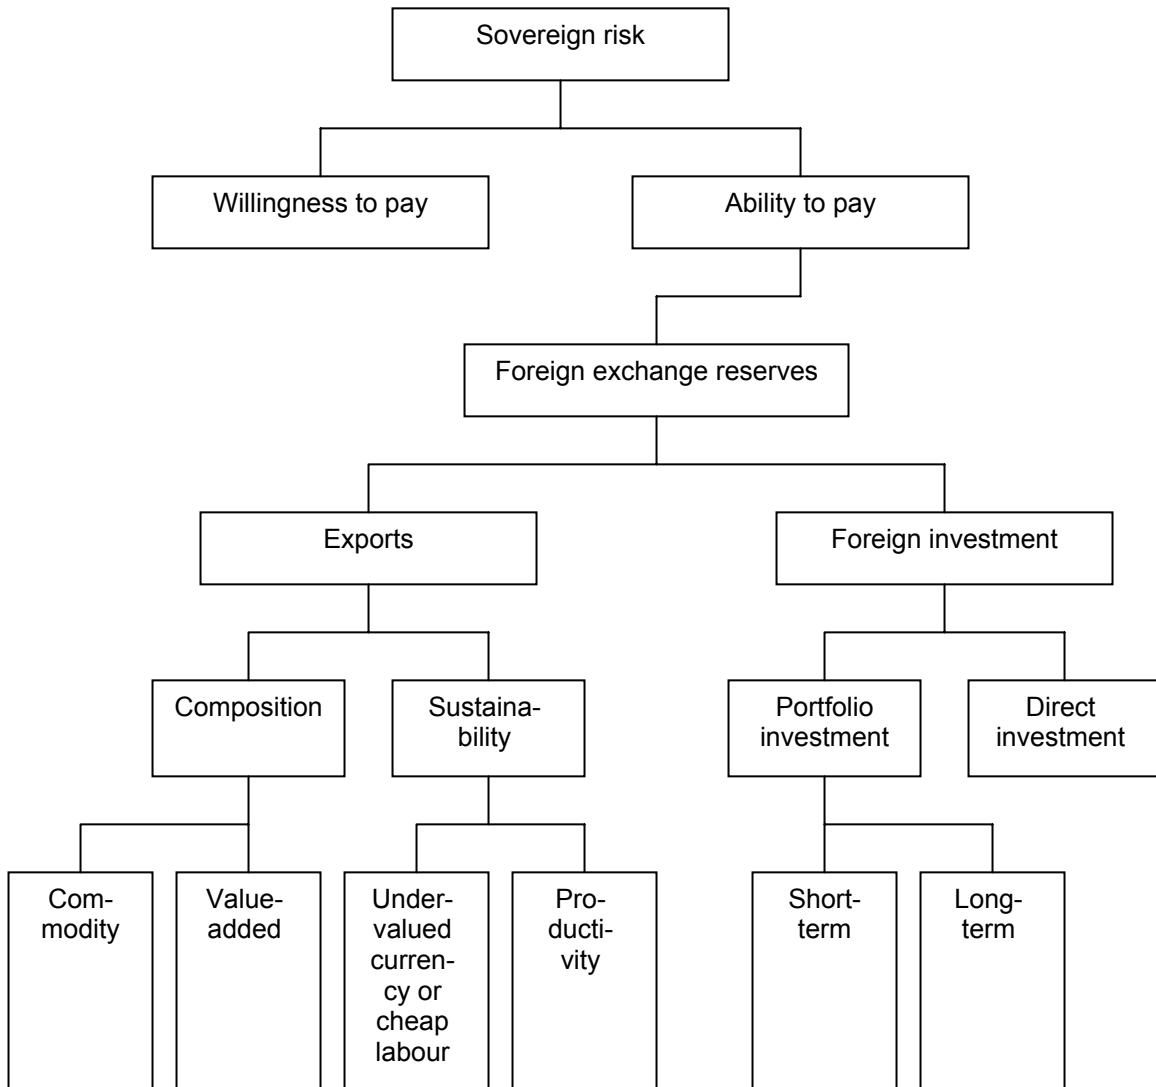 Sovereign risk
Willingness to pay
Ability to pay
Foreign exchange reserves
Exports
Foreign investment
Composition
Sustaina-
bility
Portfolio
investment
Direct
investment
Com-
modity
Value-
added
Under-
valued
curren-
cy or
cheap
labour
Pro-
ducti-
vity
Short-
term
Long-
term